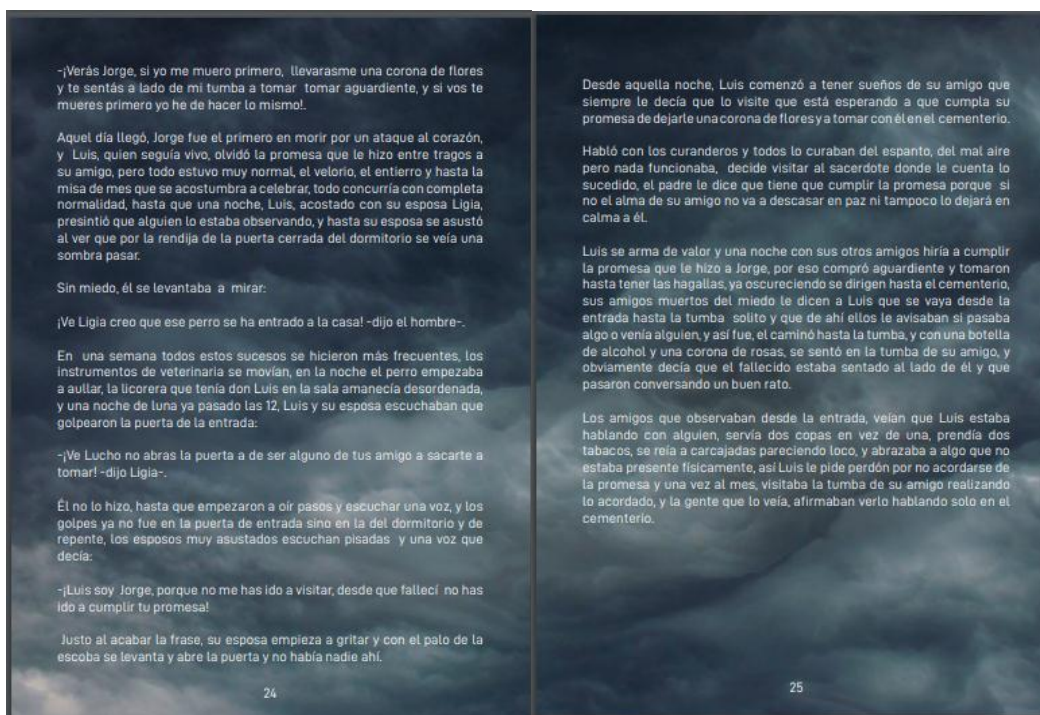 -¡Verás Jorge, si yo me muero primero, llevarasme una corona de flores
y te sentás a lado de mi tumba a tomar tomar aguardiente, y si vos te
mueres primero yo he de hacer lo mismo!.
Aquel día llegó, Jorge fue el primero en morir por un ataque al corazón,
y Luis, quien seguía vivo, olvidó la promesa que le hizo entre tragos a
su amigo, pero todo estuvo muy normal, el velorio, el entierro y hasta la
misa de mes que se acostumbra a celebrar, todo concurría con completa
normalidad, hasta que una noche, Luis, acostado con su esposa Ligia,
presintió que alguien lo estaba observando, y hasta su esposa se asustó
al ver que por la rendija de la puerta cerrada del dormitorio se veía una
sombra pasar.
Sin miedo, él se levantaba a mirar:
¡Ve Ligia creo que ese perro se ha entrado a la casa! -dijo el hombre-.
En una semana todos estos sucesos se hicieron más frecuentes, los
instrumentos de veterinaria se movían, en la noche el perro empezaba
a aullar, la licorera que tenía don Luis en la sala amanecía desordenada,
y una noche de luna ya pasado las 12, Luis y su esposa escuchaban que
golpearon la puerta de la entrada:
-¡Ve Lucho no abras la puerta a de ser alguno de tus amigo a sacarte a
tomar! -dijo Ligia-.
Él no lo hizo, hasta que empezaron a oír pasos y escuchar una voz, y los
golpes ya no fue en la puerta de entrada sino en la del dormitorio y de
repente, los esposos muy asustados escuchan pisadas y una voz que
decía:
-¡Luis soy Jorge, porque no me has ido a visitar, desde que fallecí no has
ido a cumplir tu promesa!
Justo al acabar la frase, su esposa empieza a gritar y con el palo de la
escoba se levanta y abre la puerta y no había nadie ahí.
24
Desde aquella noche, Luis comenzó a tener sueños de su amigo que
siempre le decía que lo visite que está esperando a que cumpla su
promesa de dejarle una corona de flores y a tomar con él en el cementerio.
Habló con los curanderos y todos lo curaban del espanto, del mal aire
pero nada funcionaba, decide visitar al sacerdote donde le cuenta lo
sucedido, el padre le dice que tiene que cumplir la promesa porque si
no el alma de su amigo no va a descasar en paz ni tampoco lo dejará en
calma a él.
Luis se arma de valor y una noche con sus otros amigos hiría a cumplir
la promesa que le hizo a Jorge, por eso compró aguardiente y tomaron
hasta tener las hagallas, ya oscureciendo se dirigen hasta el cementerio,
sus amigos muertos del miedo le dicen a Luis que se vaya desde la
entrada hasta la tumba solito y que de ahí ellos le avisaban si pasaba
algo o venía alguien, y así fue, el caminó hasta la tumba, y con una botella
de alcohol y una corona de rosas, se sentó en la tumba de su amigo, y
obviamente decía que el fallecido estaba sentado al lado de él y que
pasaron conversando un buen rato.
Los amigos que observaban desde la entrada, veían que Luis estaba
hablando con alguien, servía dos copas en vez de una, prendía dos
tabacos, se reía a carcajadas pareciendo loco, y abrazaba a algo que no
estaba presente físicamente, así Luis le pide perdón por no acordarse de
la promesa y una vez al mes, visitaba la tumba de su amigo realizando
lo acordado, y la gente que lo veía, afirmaban verlo hablando solo en el
cementerio.
25